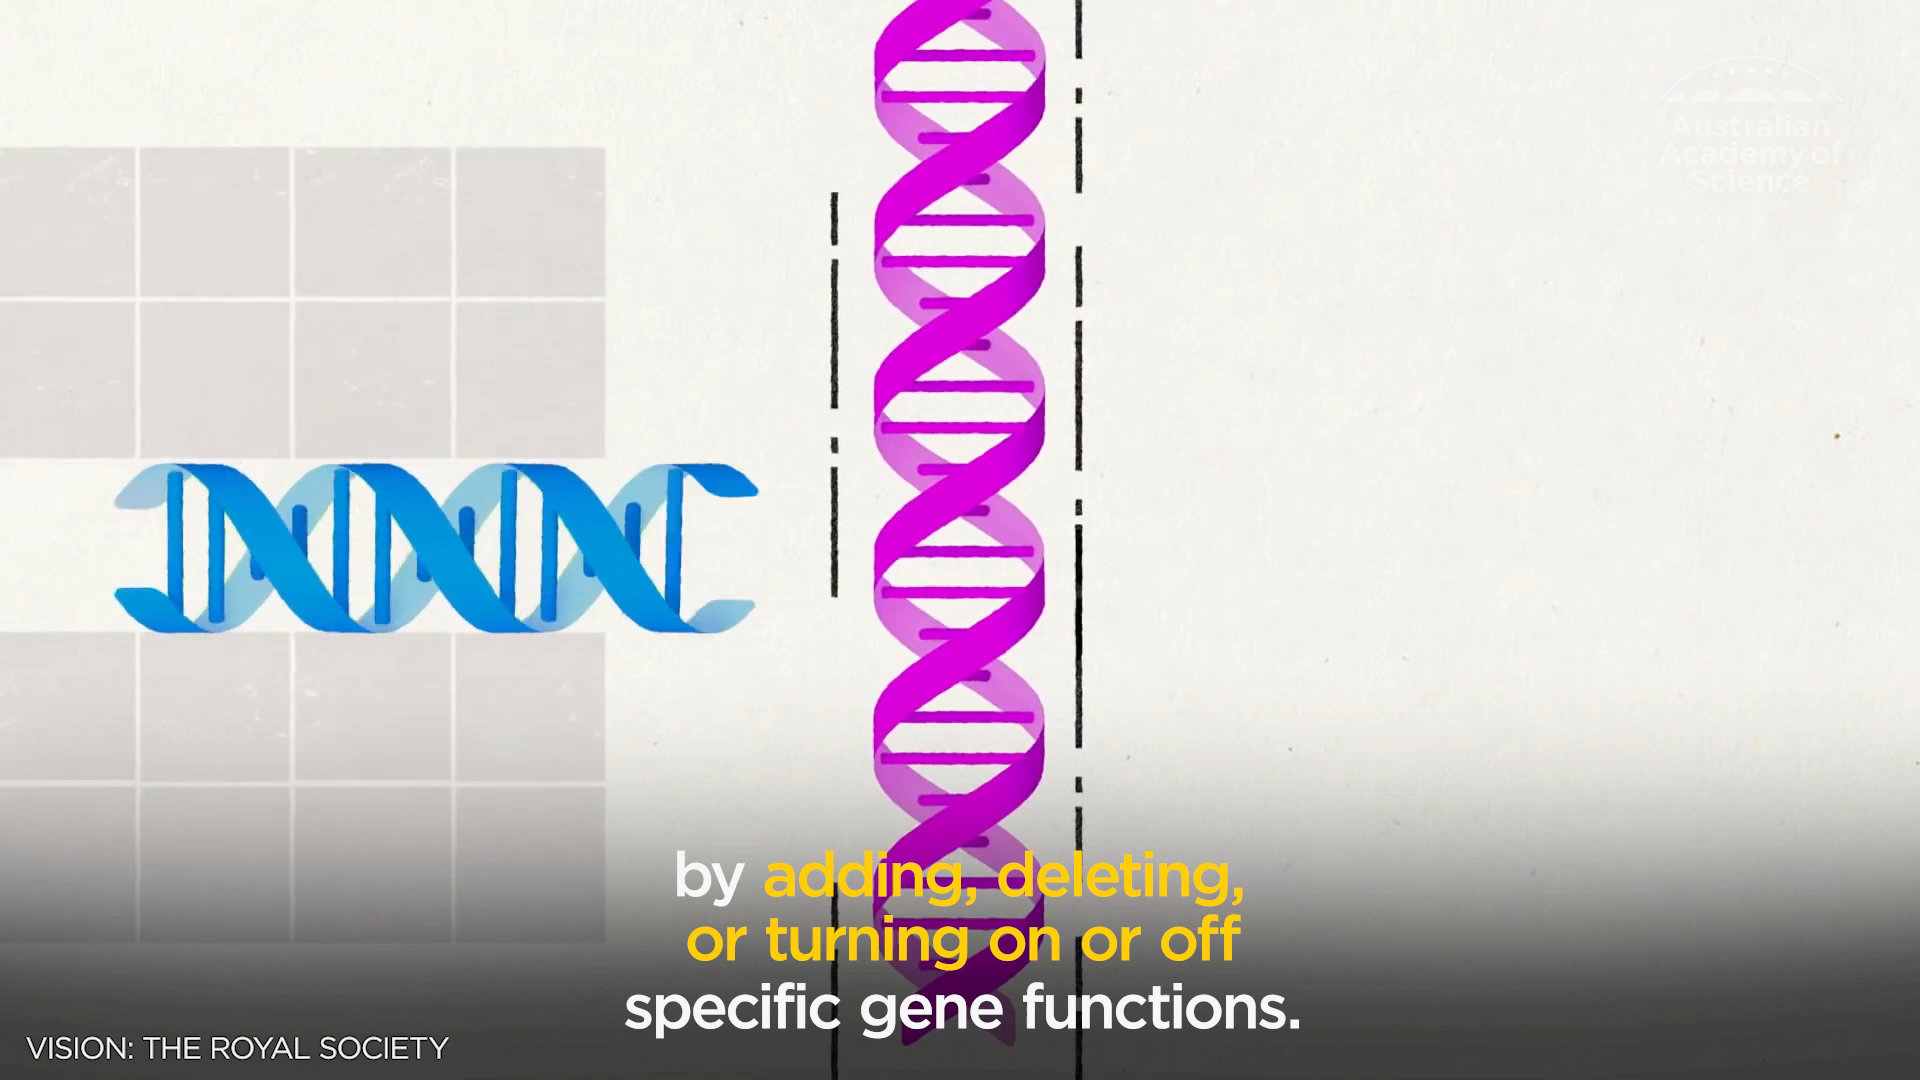 Australian
Academy of
Science
by adding, deleting,
or turning on or off
specific gene functions.
VISION: THE ROYAL SOCIETY